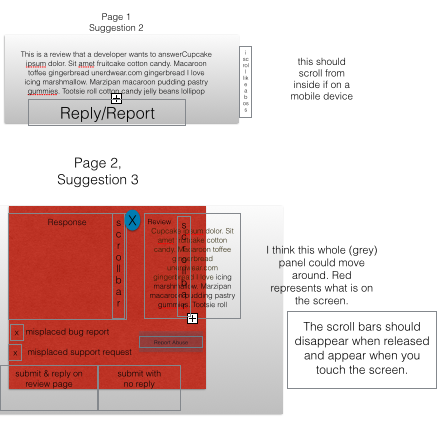 Page 1
Suggestion 2
This is a review that a developer wants to answerCupcake
ipsum dolor. Sit amet fruitcake cotton candy. Macaroon
toffee gingerbread unerdwear.com gingerbread I love
icing marshmallow. Marzipan macaroon pudding pastry
gummies. Tootsie roll cotton candy jelly beans lollipop
Reply/Report
this should
scroll from
inside if on a
mobile device
Page 2,
Suggestion 3
Response
scrollbar
X
Review
Cupcake ipsum dolor. Sit
amet cake cotton
candy. Macaroon toffee
gingerbread
unerdwear.com
gingerbread I love icing
marshmallow. Marzipan
macaroon pudding pastry
gummies. Tootsie roll
I think this whole (grey)
panel could move
around. Red
represents what is on
the screen.
x misplaced bug report
x misplaced support request
Report Abuse
submit & reply on
review page
submit with
no reply
The scroll bars should
disappear when released
and appear when you
touch the screen.